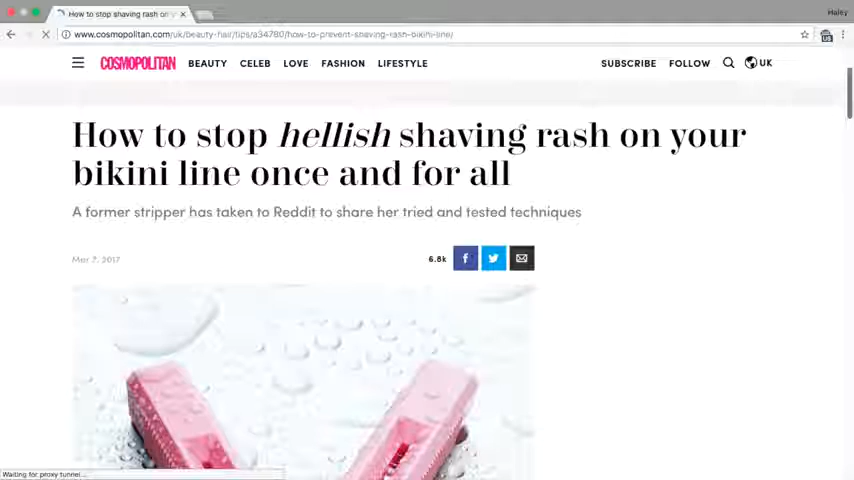 How to stop shaving rash on y
Haley
www.cosmopolitan.com/uk/beauty-hair/tips/a34780/how-to-prevent-shaving-rash-bikini-line/
US
COSMOPOLITAN BEAUTY CELEB LOVE FASHION LIFESTYLE SUBSCRIBE FOLLOW UK
How to stop hellish shaving rash on your
bikini line once and for all
A former stripper has taken to Reddit to share her tried and tested techniques
Mar 7, 2017
6.8k
Waiting for proxy tunnel...